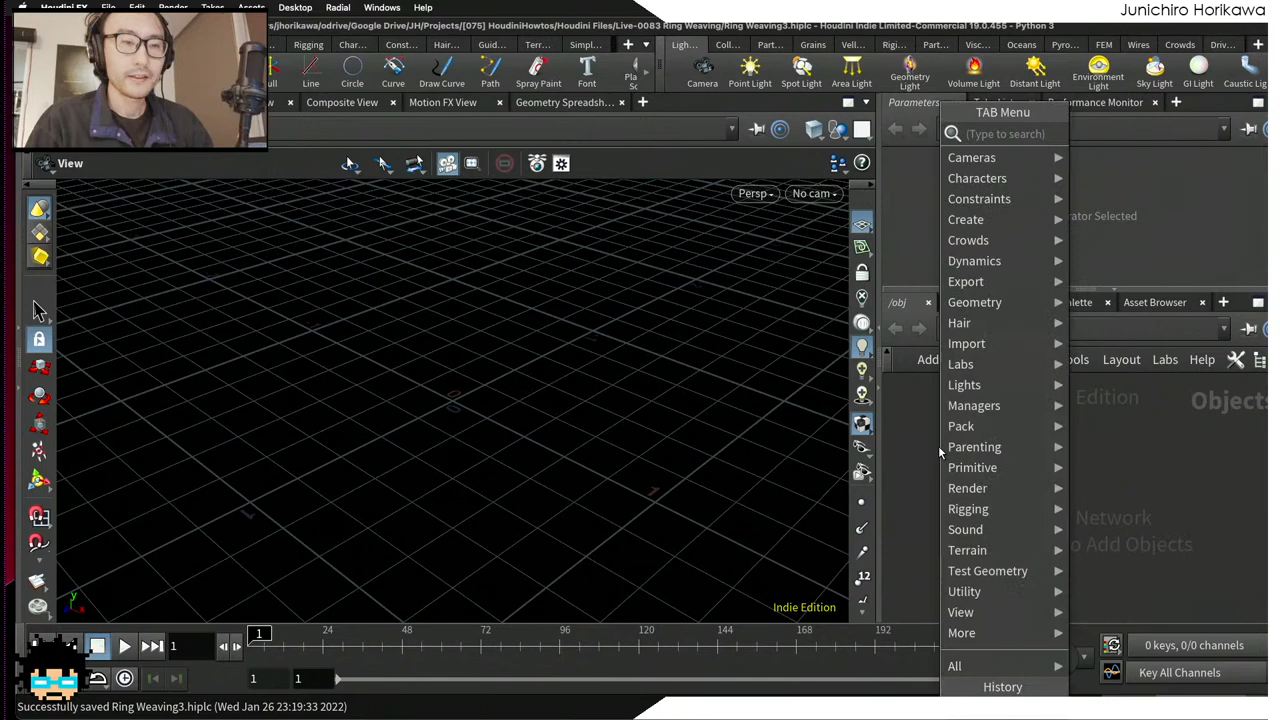 Junichiro Horikawa
Houdini FX File Edit Render Assets Desktop Radial Windows Help
jhorikawa/odrive/Google Drive/JH/Projects/[075] HoudiniHowtos/Houdini Files/Live-0083 Ring Weaving/Ring Weaving3.hiplc - Houdini Indie Limited-Commercial 19.0.455 - Python 3
Rigging Char... Const... Hair... Guid... Terr... Simpl... Ligh... Coll... Part... Grains Vell... Rigi... Part... Visc... Oceans Pyro... FEM Wires Crowds Driv...
Line Circle Curve Draw Curve Path Spray Paint Font Camera Point Light Spot Light Area Light Geometry Light Volume Light Distant Light Environment Light Sky Light GI Light Caustic Light
Composite View Motion FX View Geometry Spreadsh... Parameters Performance Monitor
TAB Menu
(Type to search)
View
Persp No cam
Cameras
Characters
Constraints
Create
Crowds
Dynamics
Export
Geometry
Hair
Import
Labs
Lights
Managers
Pack
Parenting
Primitive
Render
Rigging
Sound
Terrain
Test Geometry
Utility
View
More
All
History
/obj Asset Browser
Add Layout Labs Help
Edition Objects
Network
o Add Objects
12
Indie Edition
1 24 48 72 96 120 144 168 192
1
1 1
0 keys, 0/0 channels
Key All Channels
Successfully saved Ring Weaving3.hiplc (Wed Jan 26 23:19:33 2022)